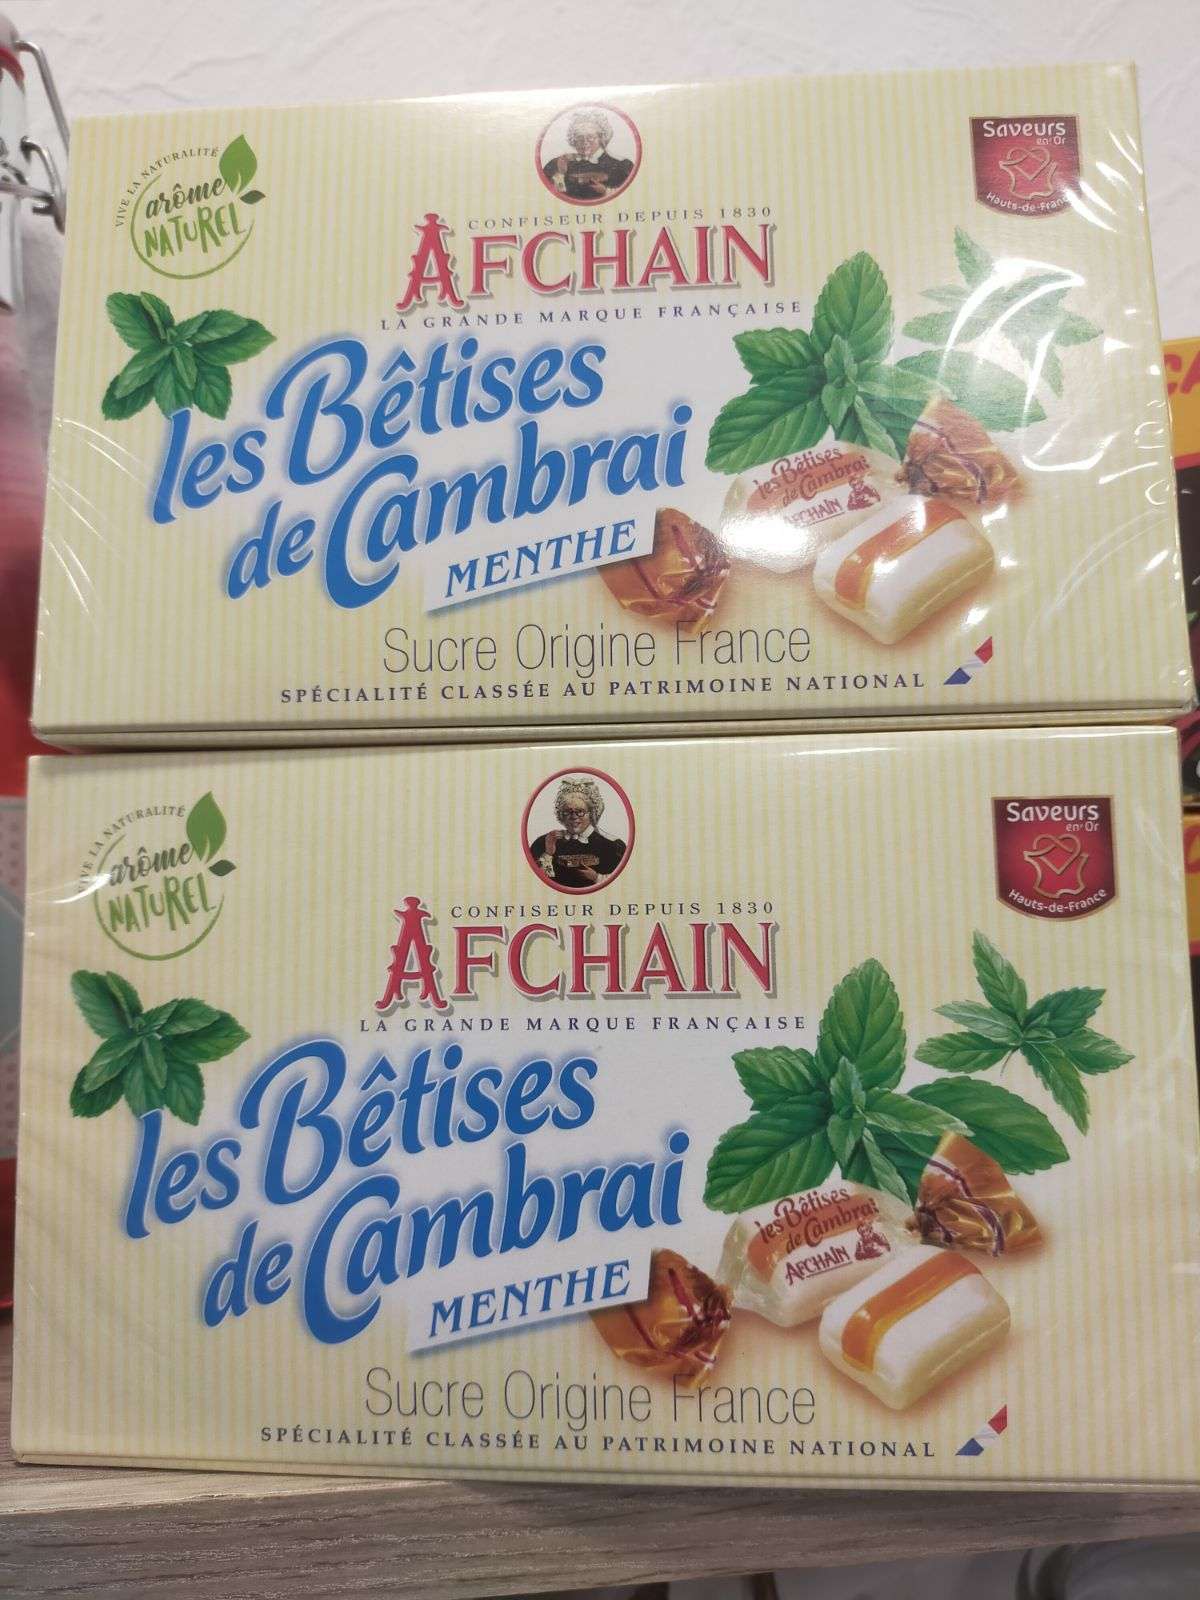 VIVE LA NATURALITÉ
arôme
NATUREL
Saveurs
en'Or
Hauts-de-France
CONFISEUR DEPUIS 1830
AFCHAIN
LA GRANDE MARQUE FRANÇAISE
les Bêtises
de Cambrai
MENTHE
les Bêtises
de Cambrai
AFCHAIN
Sucre Origine France
SPÉCIALITÉ CLASSÉE AU PATRIMOINE NATIONAL
VIVE LA NATURALITÉ
arôme
NATUREL
Saveurs
en'Or
Hauts-de-France
CONFISEUR DEPUIS 1830
AFCHAIN
LA GRANDE MARQUE FRANÇAISE
les Bêtises
de Cambrai
MENTHE
les Bêtises
de Cambrai
AFCHAIN
Sucre Origine France
SPÉCIALITÉ CLASSÉE AU PATRIMOINE NATIONAL